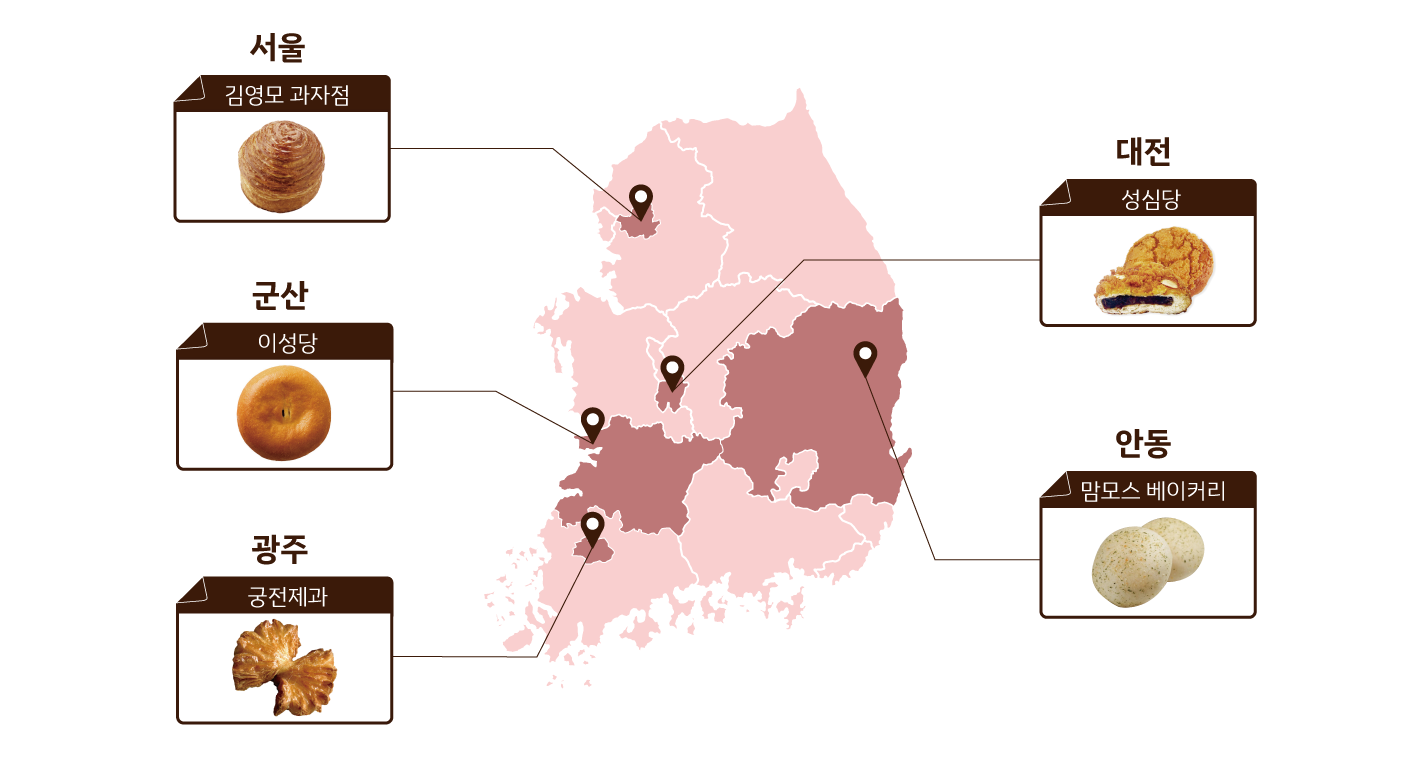 서울
김영모 과자점
군산
이성당
광주
궁전제과
대전
성심당
안동
맘모스 베이커리